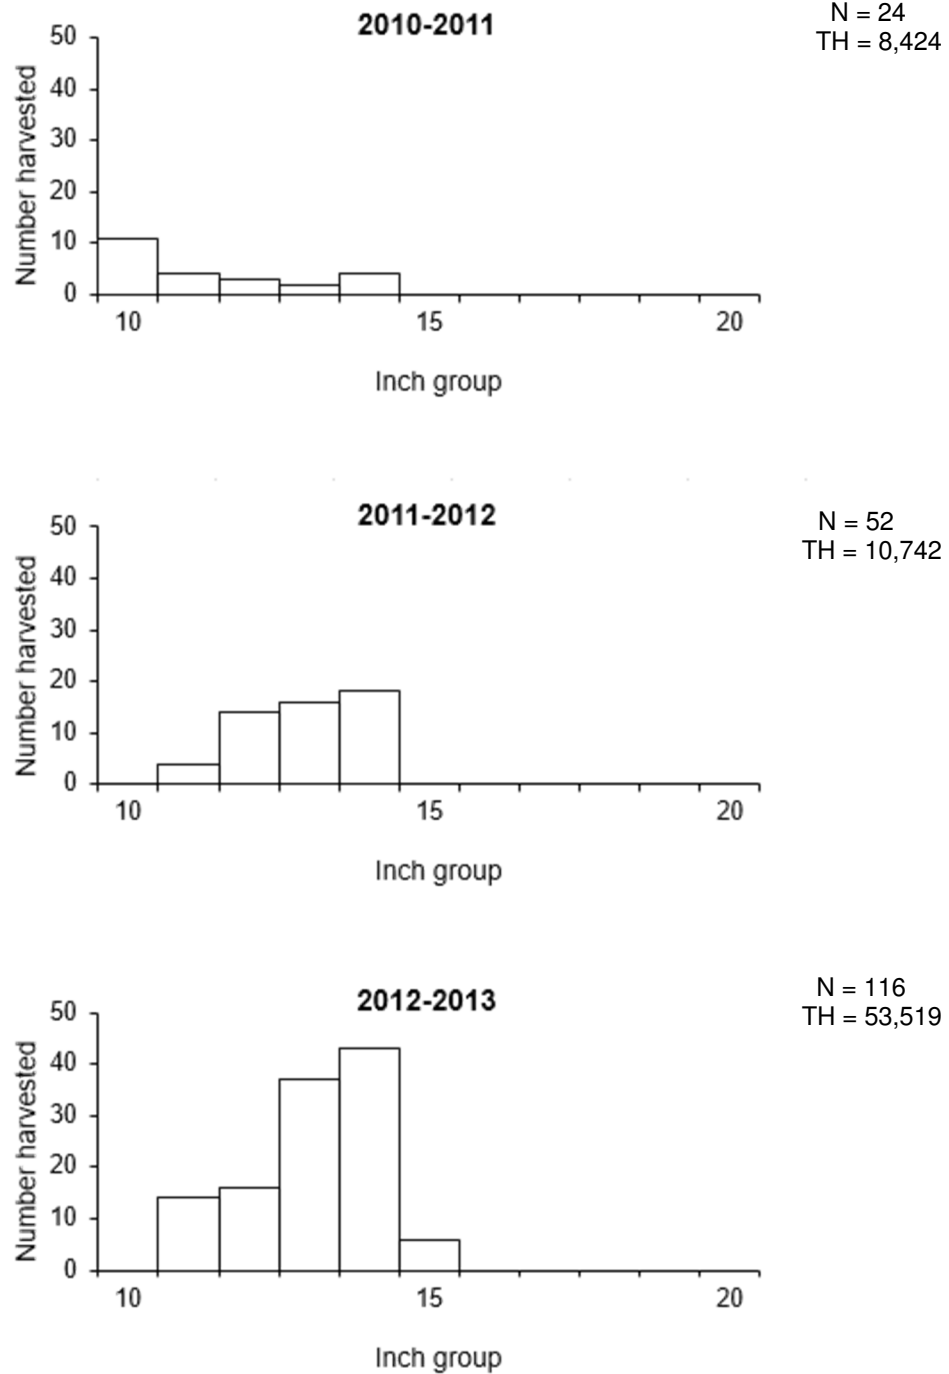 2010-2011
N = 24
TH = 8,424
50
40
30
20
10
0
Number harvested
10 15 20
Inch group
2011-2012
N = 52
TH = 10,742
50
40
30
20
10
0
Number harvested
10 15 20
Inch group
2012-2013
N = 116
TH = 53,519
50
40
30
20
10
0
Number harvested
10 15 20
Inch group